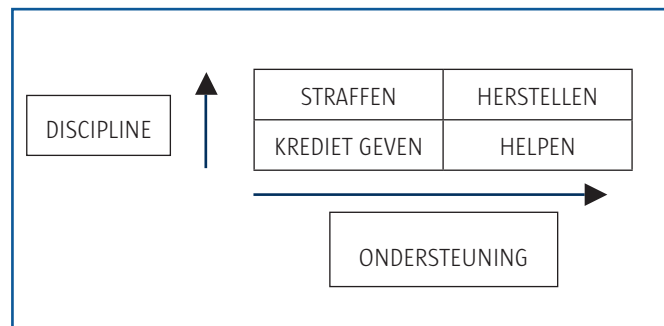 STRAFFEN HERSTELLEN
DISCIPLINE
KREDIET GEVEN HELPEN
ONDERSTEUNING